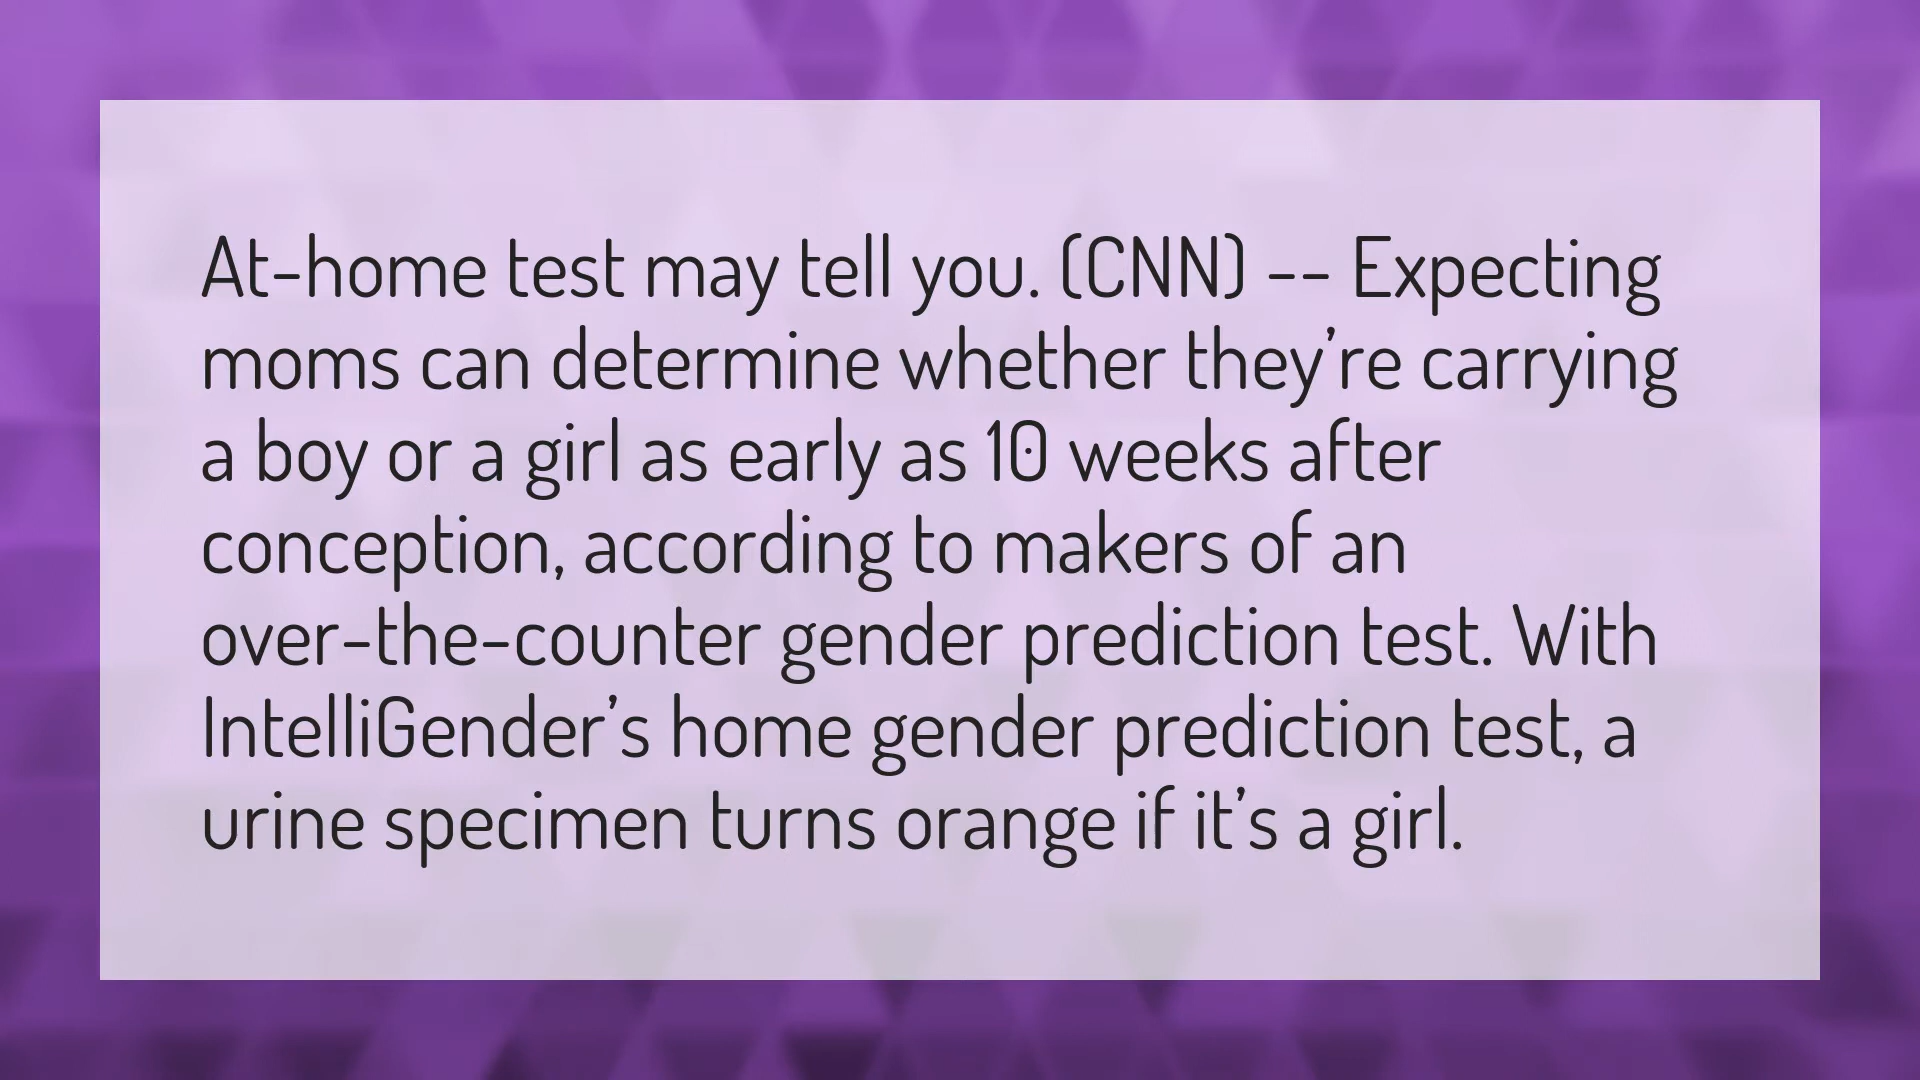 At-home test may tell you. (CNN) -- Expecting
moms can determine whether they’re carrying
a boy or a girl as early as 10 weeks after
conception, according to makers of an
over-the-counter gender prediction test. With
IntelliGender’s home gender prediction test, a
urine specimen turns orange if it’s a girl.